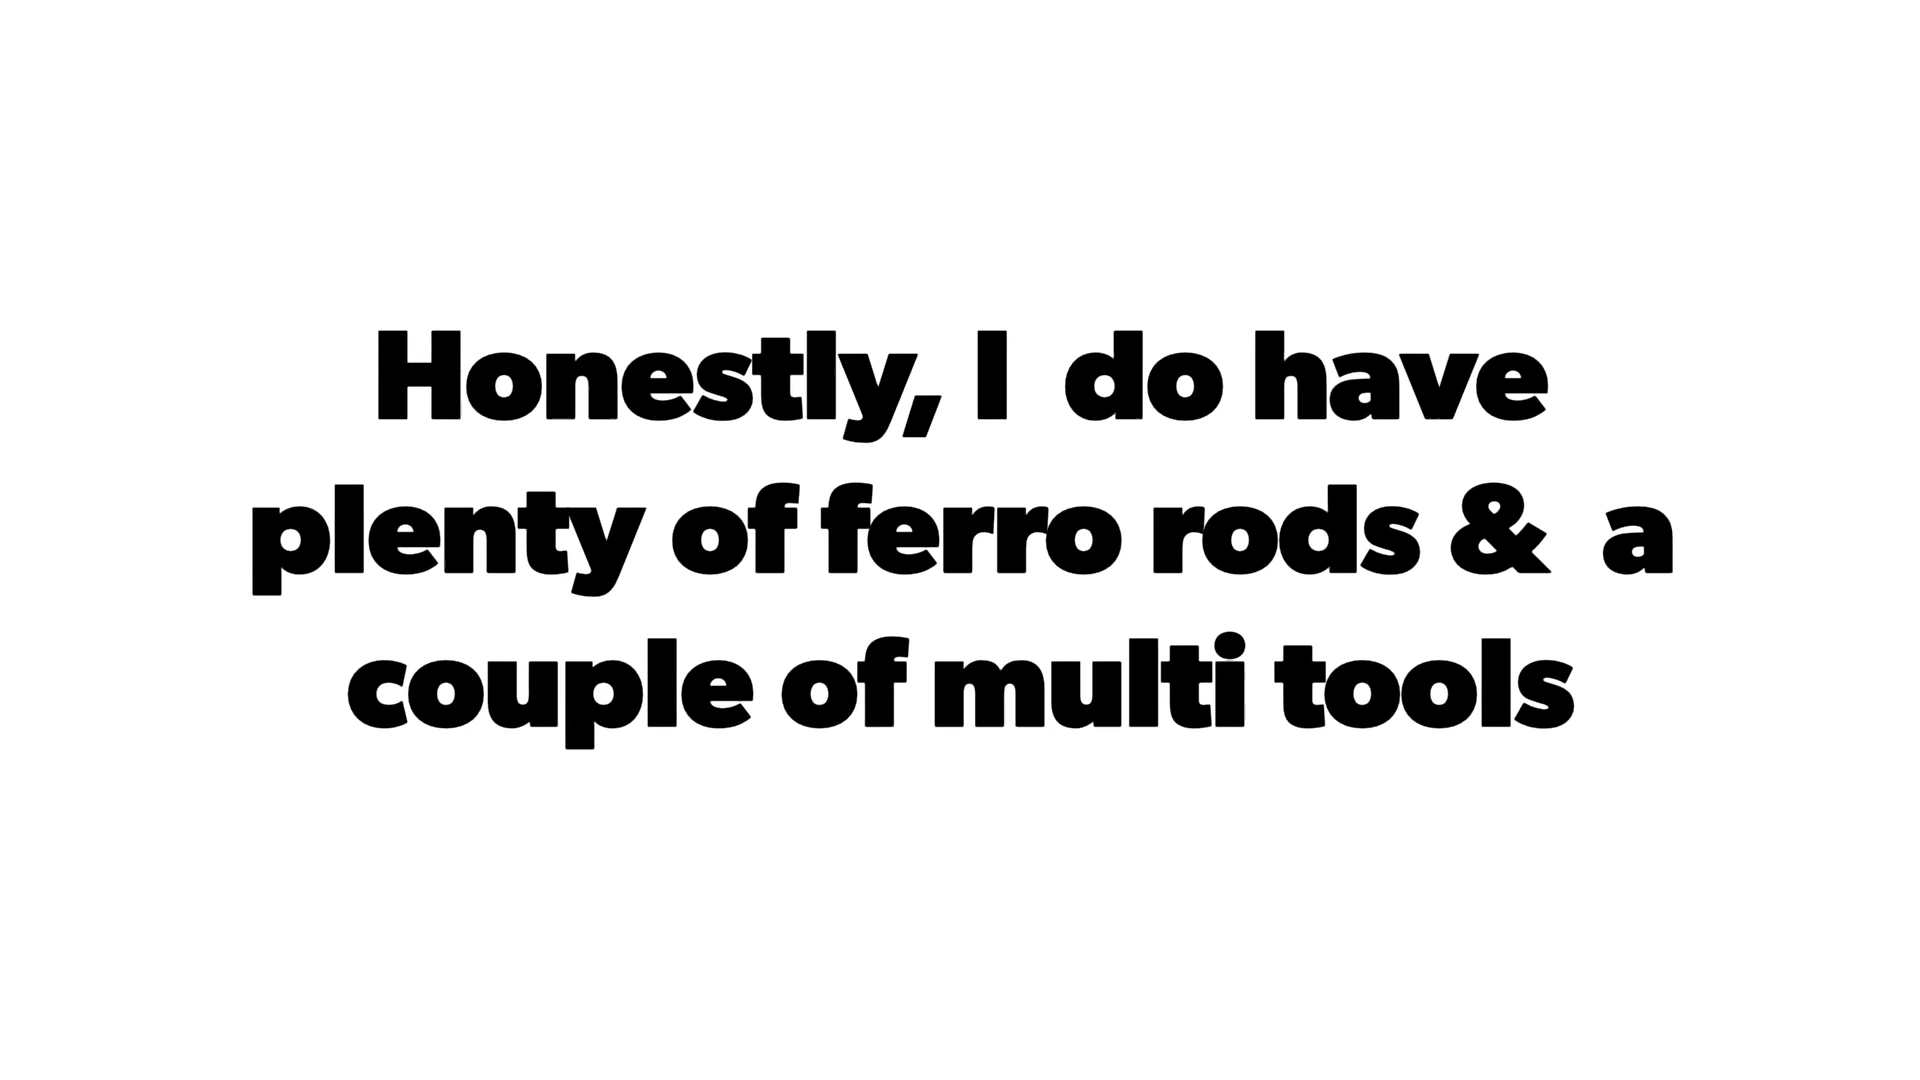 Honestly, I do have
plenty of ferro rods & a
couple of multi tools